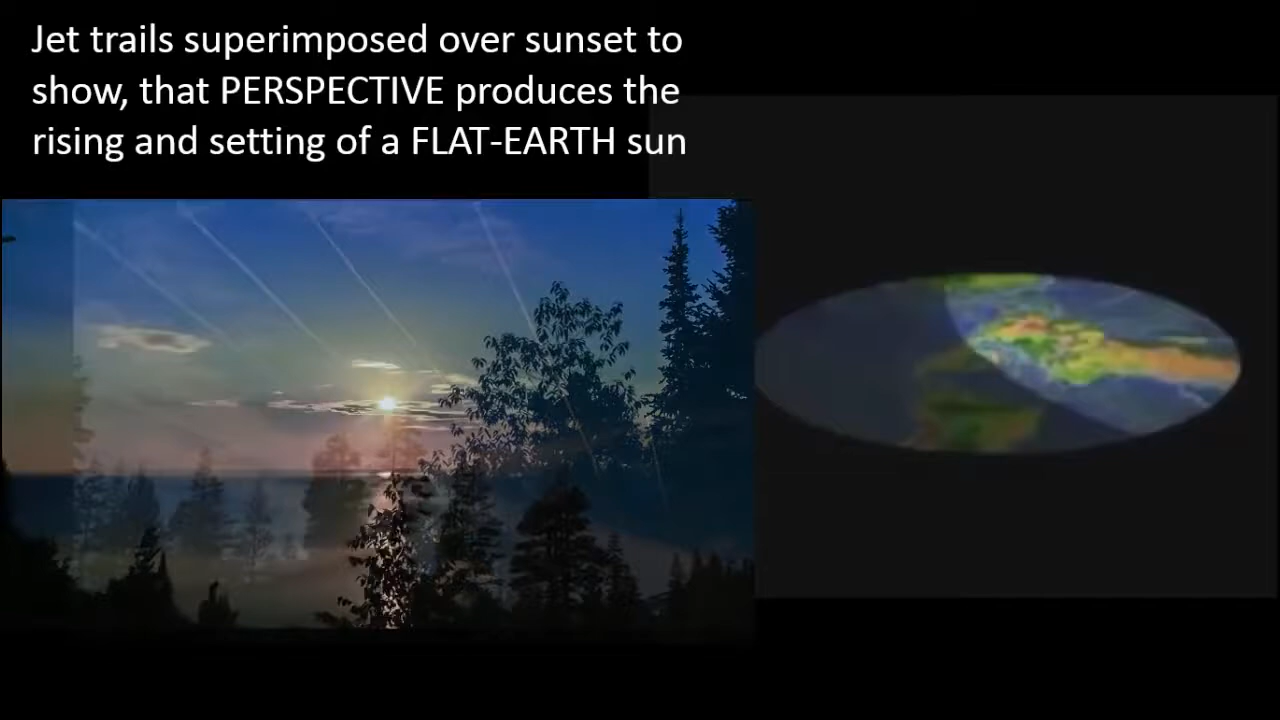 Jet trails superimposed over sunset to
show, that PERSPECTIVE produces the
rising and setting of a FLAT-EARTH sun